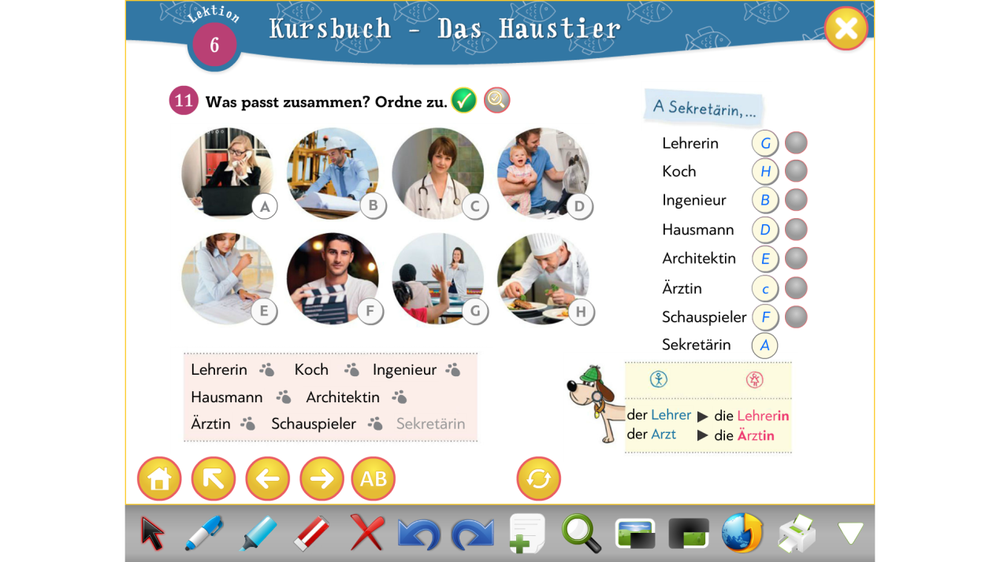 Lektion
6
Kursbuch - Das Haustier
11 Was passt zusammen? Ordne zu.
A Sekretärin, ...
A
B
C
D
E
F
G
H
Lehrerin G
Koch H
Ingenieur B
Hausmann D
Architektin E
Ärztin c
Schauspieler F
Sekretärin A
Lehrerin Koch Ingenieur
Hausmann Architektin
Ärztin Schauspieler Sekretärin
der Lehrer ▶ die Lehrerin
der Arzt ▶ die Ärztin
AB